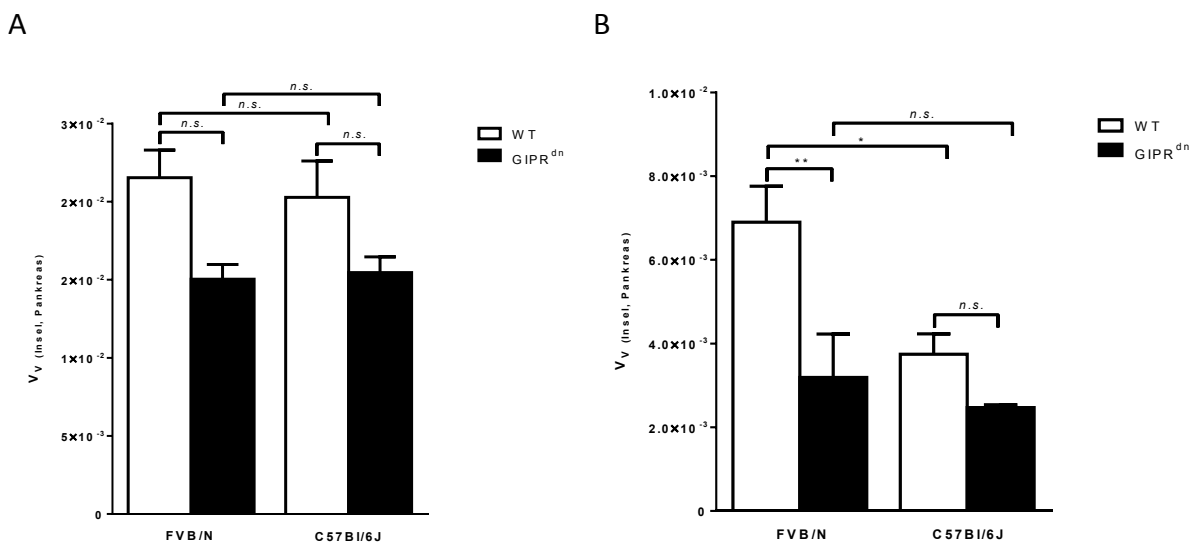 A
n.s.
n.s.
n.s.
n.s.
3×10 -2
2×10 -2
2×10 -2
1×10 -2
5×10 -3
0
V V (Insel, Pankreas)
FVB/N
C57Bl/6J
WT
GIPR dn
B
n.s.
*
**
n.s.
1.0×10 -2
8.0×10 -3
6.0×10 -3
4.0×10 -3
2.0×10 -3
0
V V (Insel, Pankreas)
FVB/N
C57Bl/6J
WT
GIPR dn